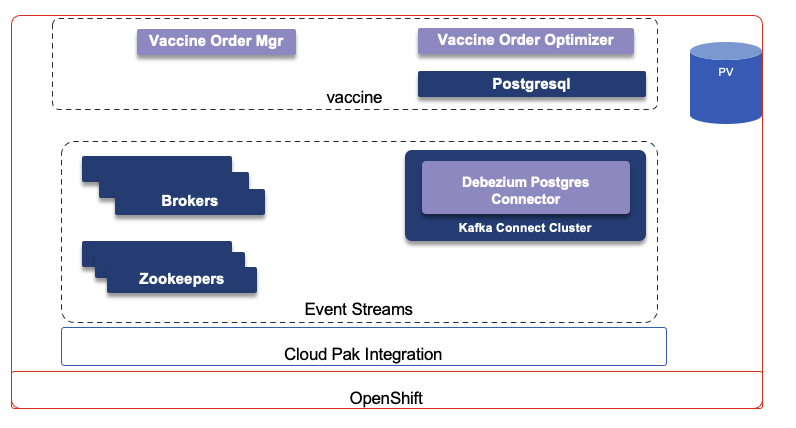 Vaccine Order Mgr
Vaccine Order Optimizer
Postgresql
vaccine
PV
Brokers
Debezium Postgres
Connector
Kafka Connect Cluster
Zookeepers
Event Streams
Cloud Pak Integration
OpenShift